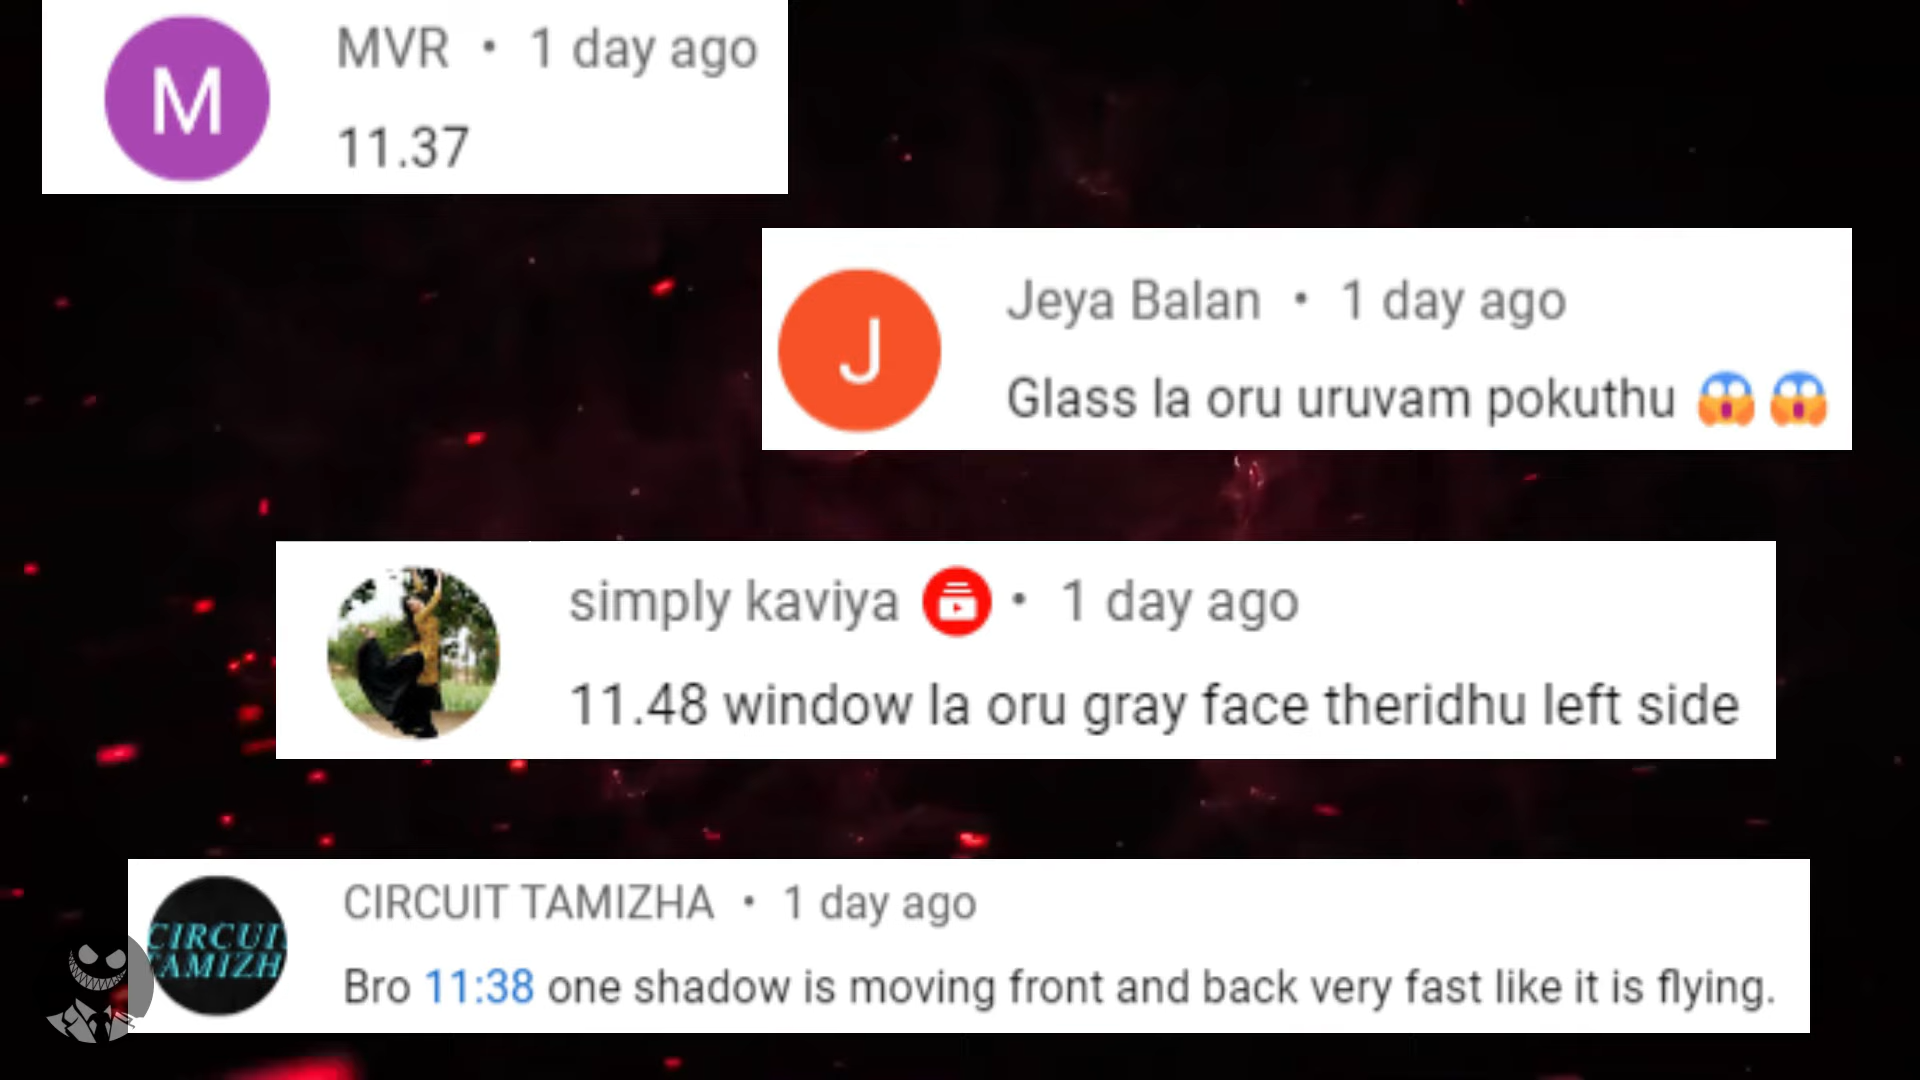 M
MVR • 1 day ago
11.37
J
Jeya Balan • 1 day ago
Glass la oru uruvam pokuthu 😱😱
simply kaviya • 1 day ago
11.48 window la oru gray face theridhu left side
CIRCUIT TAMIZHA • 1 day ago
CIRCUI
TAMIZH
Bro 11:38 one shadow is moving front and back very fast like it is flying.